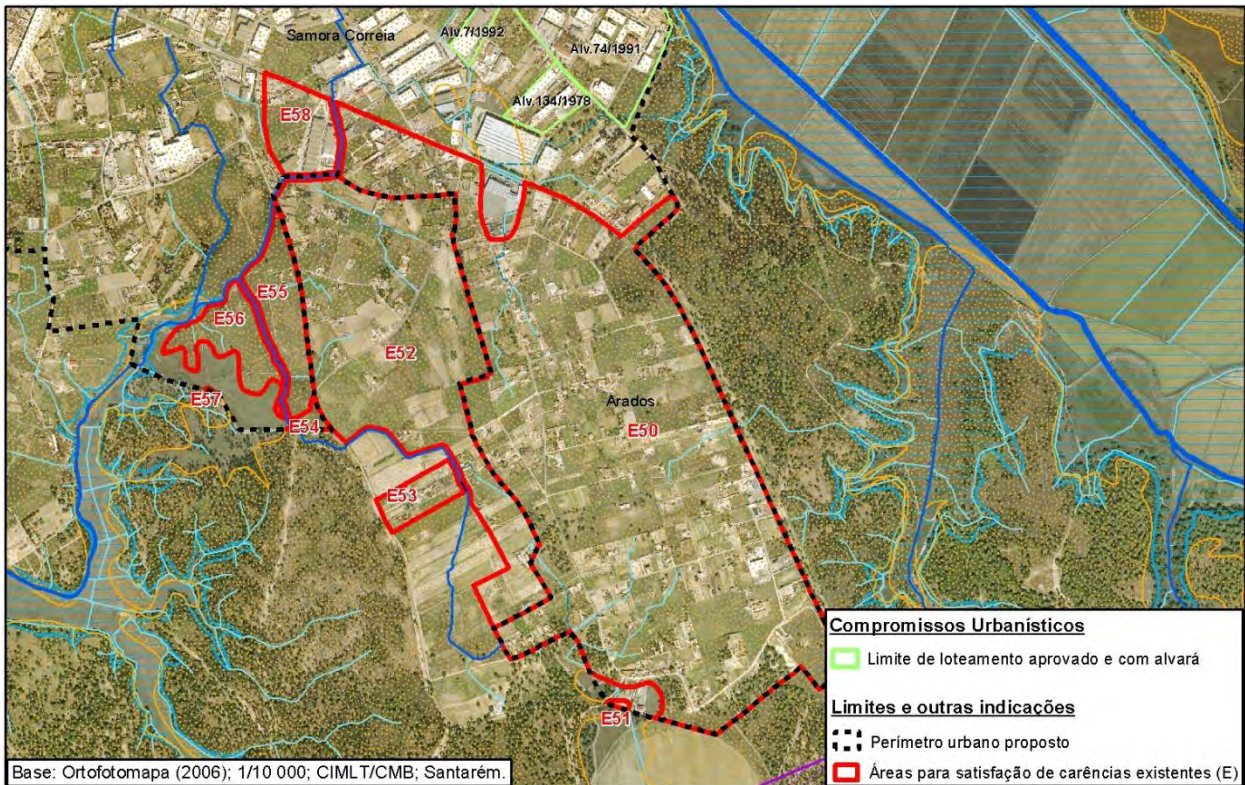 Samora Correia
Alv.7/1992
Alv.74/1991
Alv.134/1978
E58
E55
E56
E52
E57
E54
Arados
E50
E53
E51
Compromissos Urbanísticos
Limite de loteamento aprovado e com alvará
Limites e outras indicações
Perímetro urbano proposto
Áreas para satisfação de carências existentes (E)
Base: Ortofotomapa (2006); 1/10 000; CIMLT/CMB; Santarém.